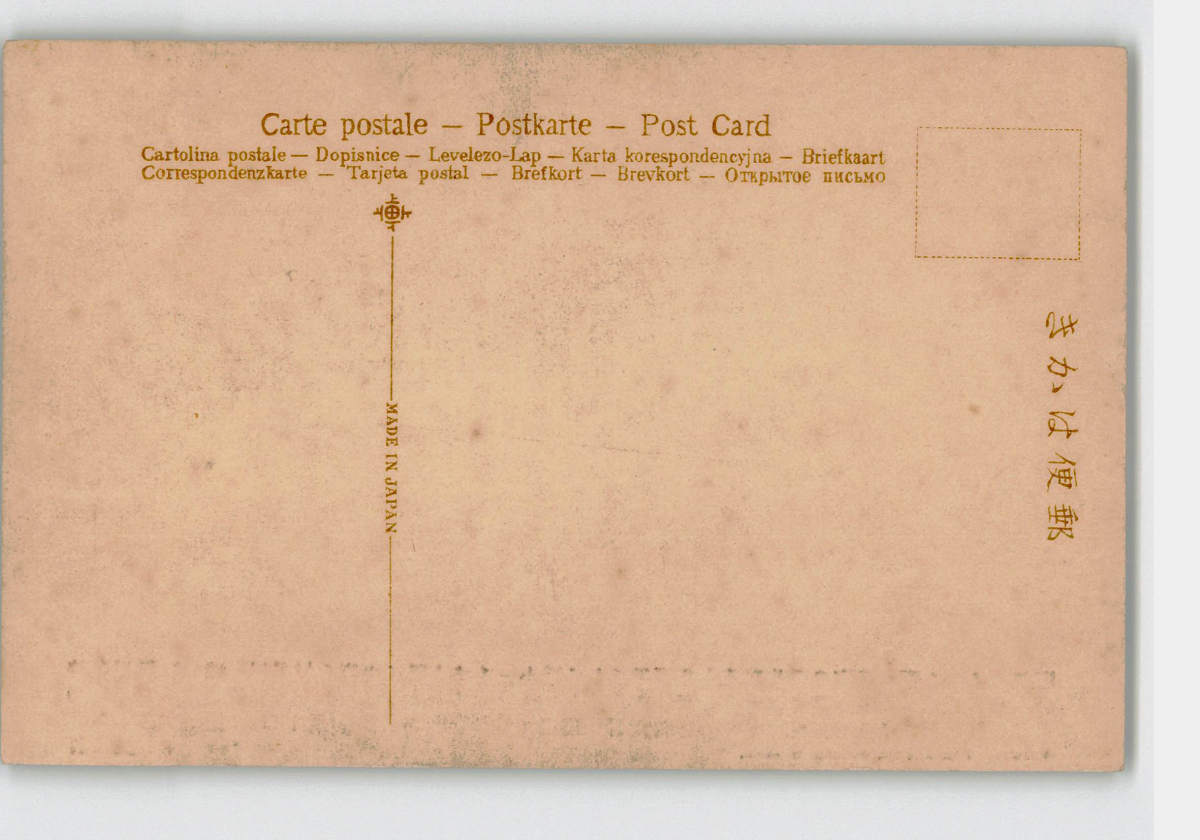 Carte postale — Postkarte — Post Card
Cartolina postale — Dopisnice — Levelezo-Lap — Karta korespondencyjna — Briefkaart
Correspondenzkarte — Tarjeta postal — Brefkort — Brevkort — Открытое письмо
MADE IN JAPAN
郵便はかき